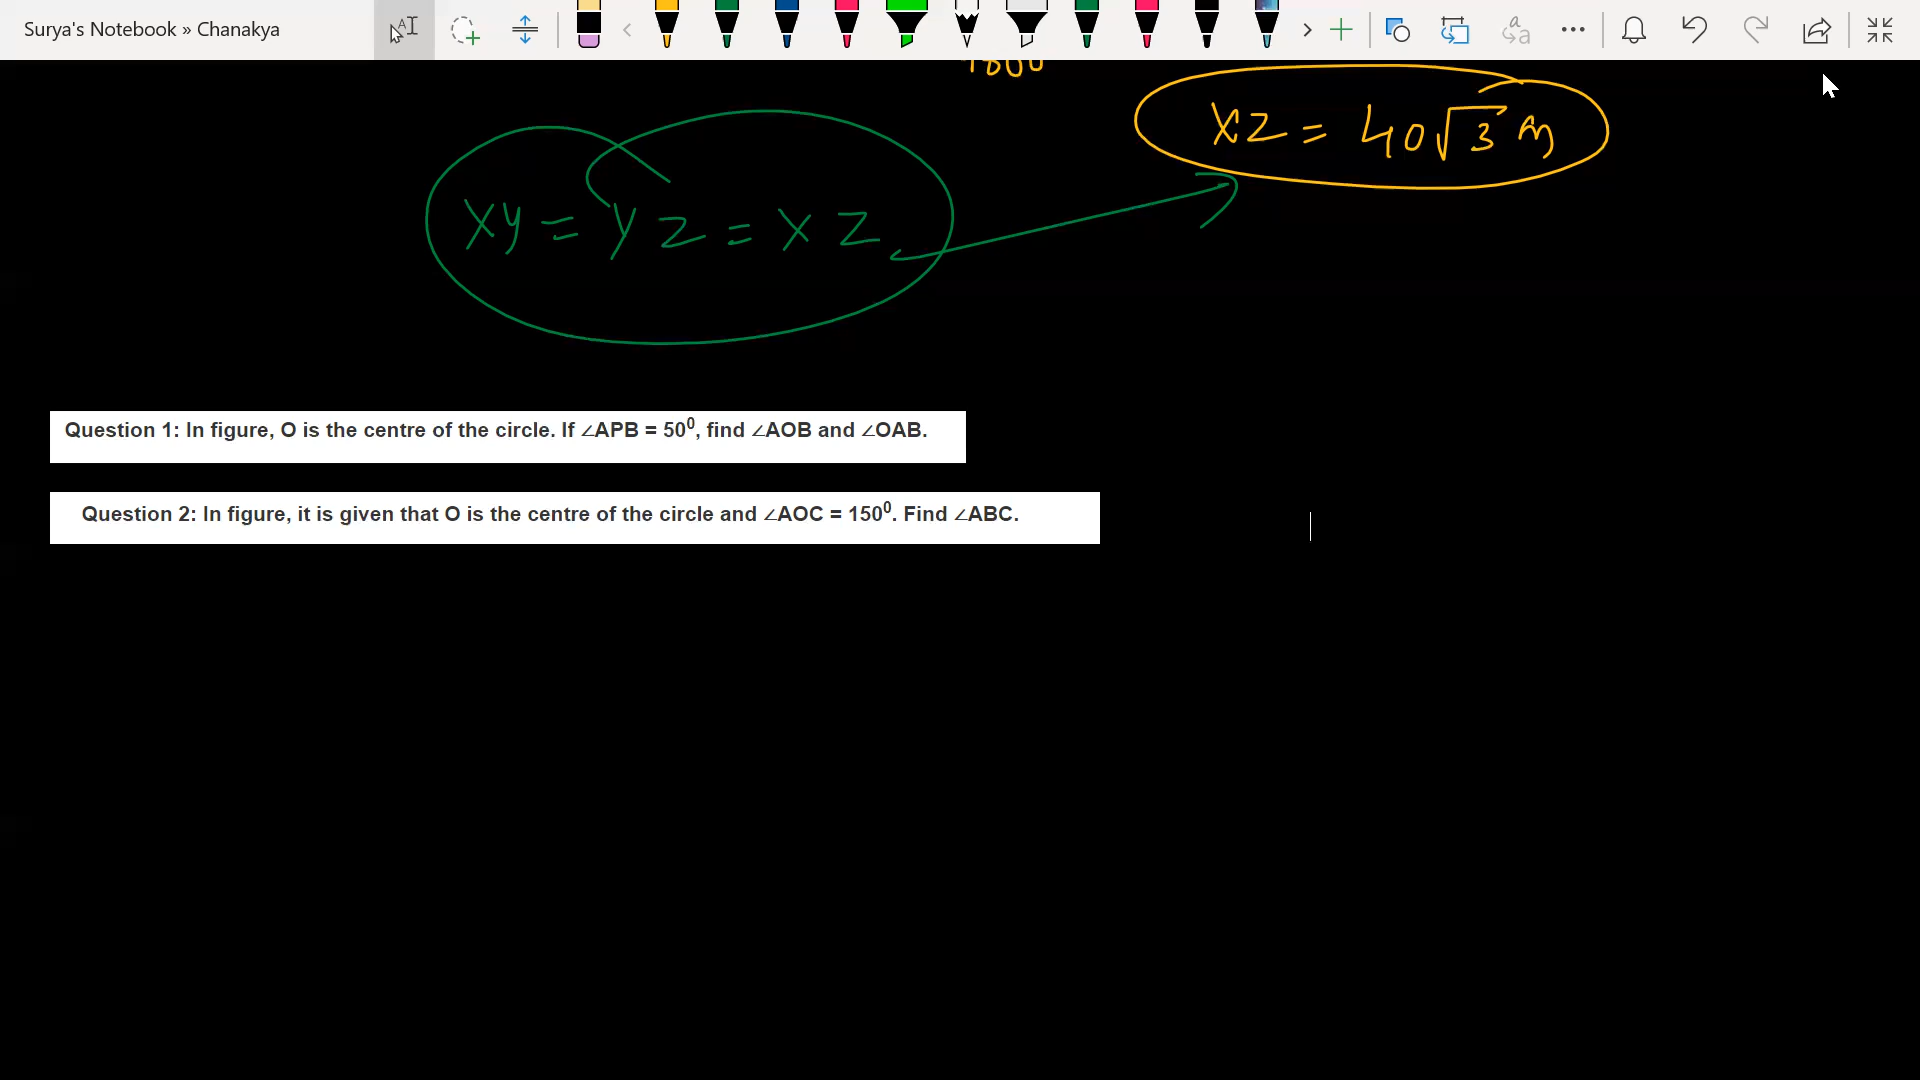 Surya's Notebook » Chanakya
XZ = 40√3 m
XY = YZ = XZ
Question 1: In figure, O is the centre of the circle. If ∠APB = 50⁰, find ∠AOB and ∠OAB.
Question 2: In figure, it is given that O is the centre of the circle and ∠AOC = 150⁰. Find ∠ABC.